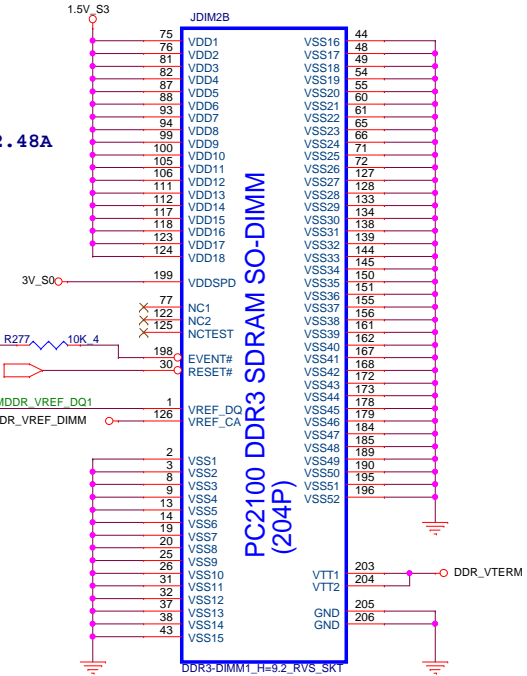 1.5V_S3
JDIM2B
75 VDD1 VSS16 44
76 VDD2 VSS17 48
81 VDD3 VSS18 49
82 VDD4 VSS19 54
87 VDD5 VSS20 55
88 VDD6 VSS21 60
93 VDD7 VSS22 61
94 VDD8 VSS23 65
2.48A
99 VDD9 VSS24 66
100 VDD10 VSS25 71
105 VDD11 VSS26 72
106 VDD12 VSS27 127
111 VDD13 VSS28 128
112 VDD14 VSS29 133
117 VDD15 VSS30 134
118 VDD16 VSS31 138
123 VDD17 VSS32 139
124 VDD18 VSS33 144
VSS34 145
3V_S0 199 VDDSPD VSS35 150
VSS36 151
77 NC1 VSS37 155
122 NC2 VSS38 156
125 NCTEST VSS39 161
VSS40 162
R277 10K_4
198 EVENT# VSS41 167
30 RESET# VSS42 168
VSS43 172
VSS44 173
MDDR_VREF_DQ1 1 VREF_DQ VSS45 178
DDR_VREF_DIMM 126 VREF_CA VSS46 179
VSS47 184
VSS48 185
2 VSS1 VSS49 189
3 VSS2 VSS50 190
8 VSS3 VSS51 195
9 VSS4 VSS52 196
13 VSS5
14 VSS6
19 VSS7
20 VSS8
25 VSS9
26 VSS10 VTT1 203 DDR_VTERM
31 VSS11 VTT2 204
32 VSS12
37 VSS13 GND 205
38 VSS14 GND 206
43 VSS15
PC2100 DDR3 SDRAM SO-DIMM
(204P)
DDR3-DIMM1_H=9.2_RVS_SKT